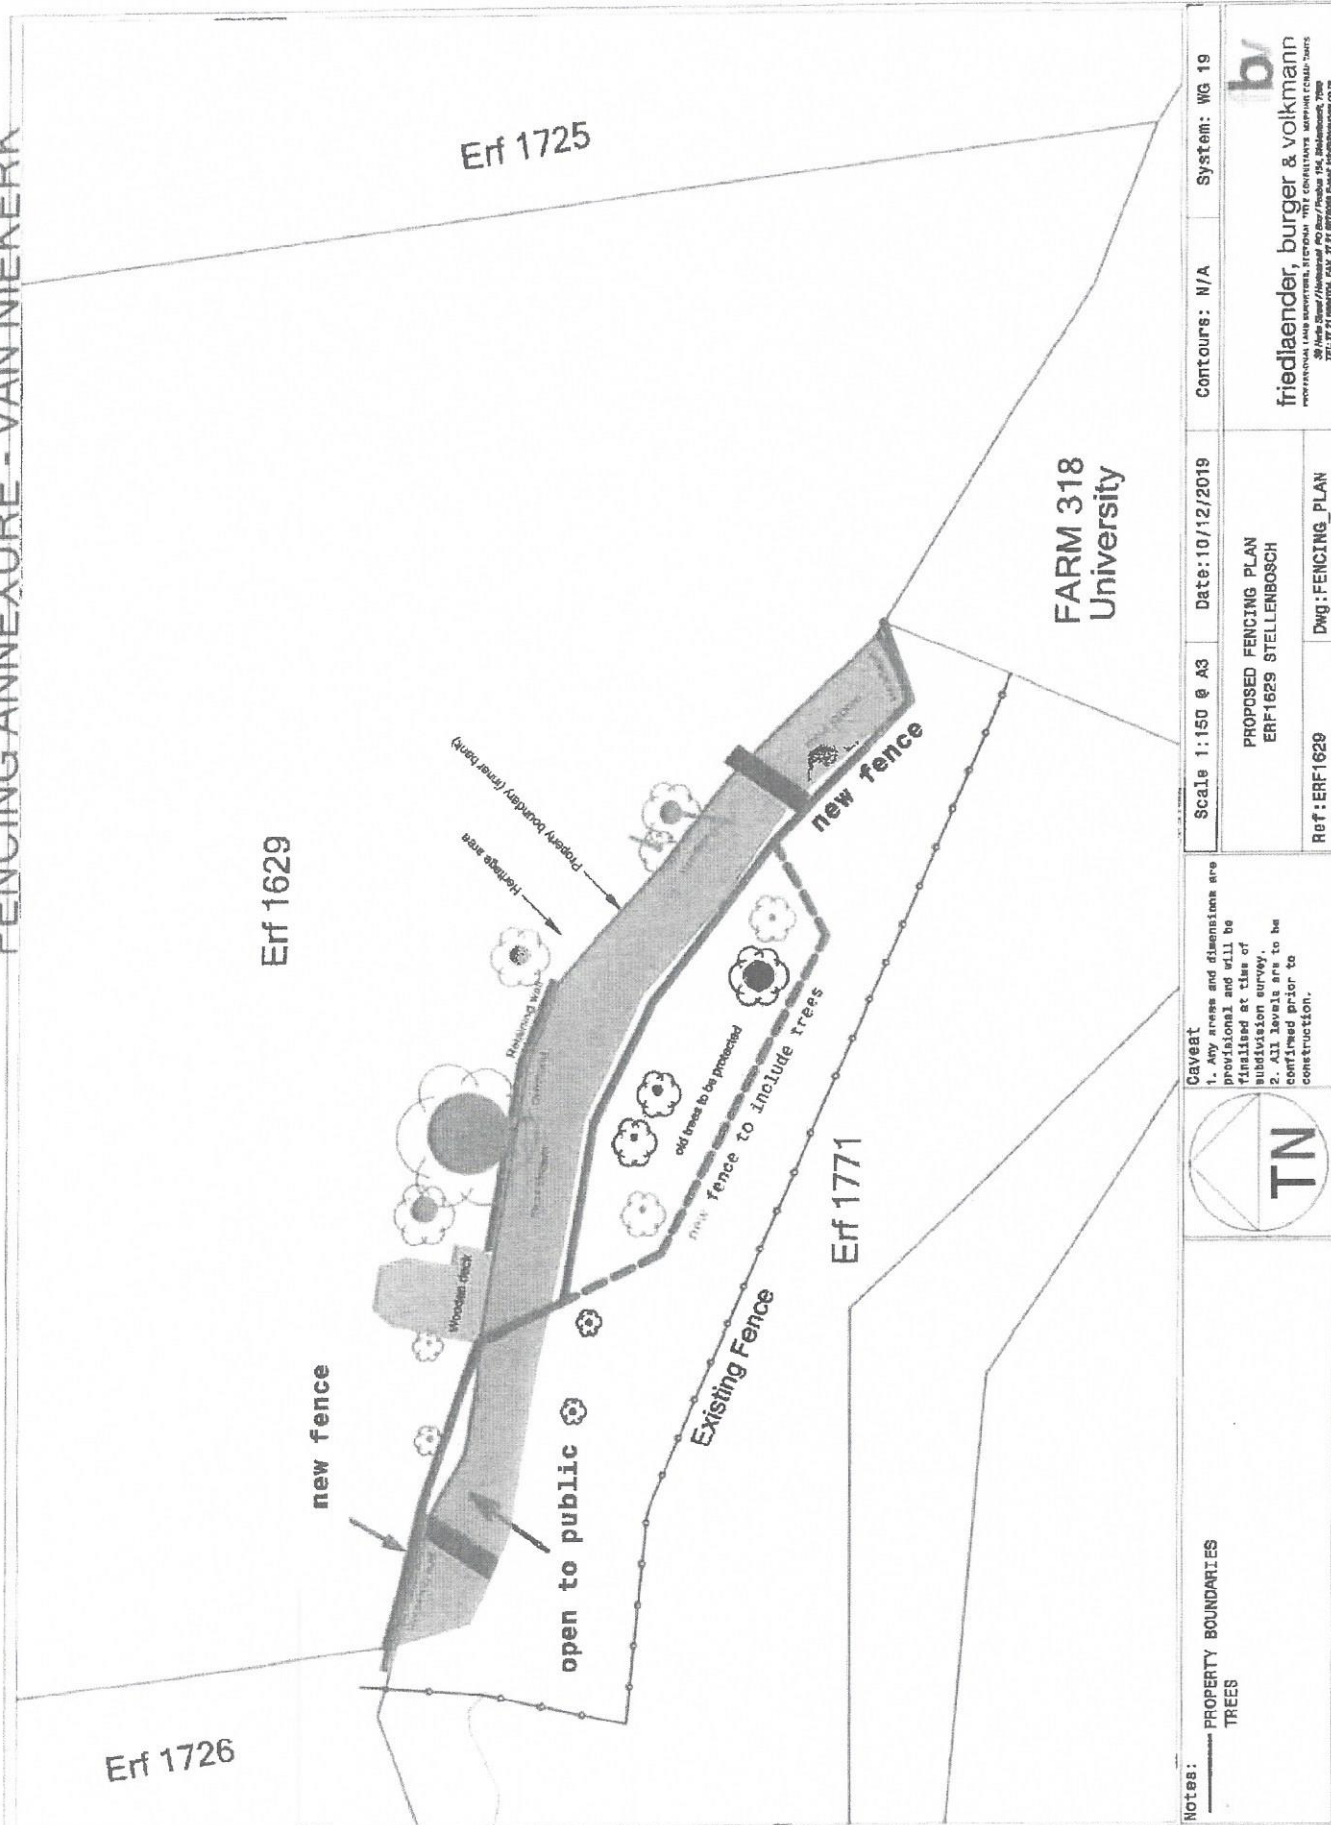 FENCING ANNEXURE - VAN NIEKERK
Erf 1726
new fence
Erf 1629
Erf 1725
Wooden deck
Retaining wall
Heritage area
Property boundary (inner bank)
open to public
old trees to be protected
new fence to include trees
new fence
Existing Fence
Erf 1771
FARM 318
University
Notes:
PROPERTY BOUNDARIES
TREES
TN
Caveat
1. Any areas and dimensions are
provisional and will be
finalised at time of
subdivision survey.
2. All levels are to be
confirmed prior to
construction.
Scale 1:150 @ A3
Date:10/12/2019
Contours: N/A
System: WG 19
PROPOSED FENCING PLAN
ERF1629 STELLENBOSCH
Ref:ERF1629
Dwg:FENCING_PLAN
b
friedlaender, burger & volkmann